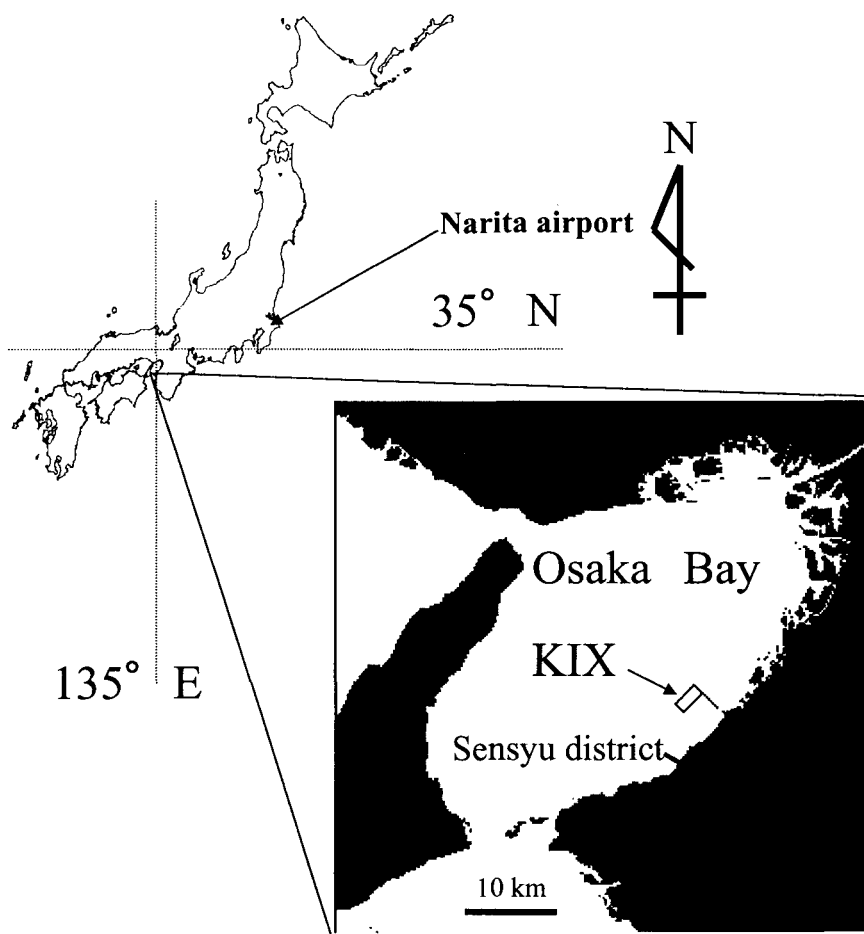 N
Narita airport
35° N
135° E
Osaka Bay
KIX
Sensyu district
10 km